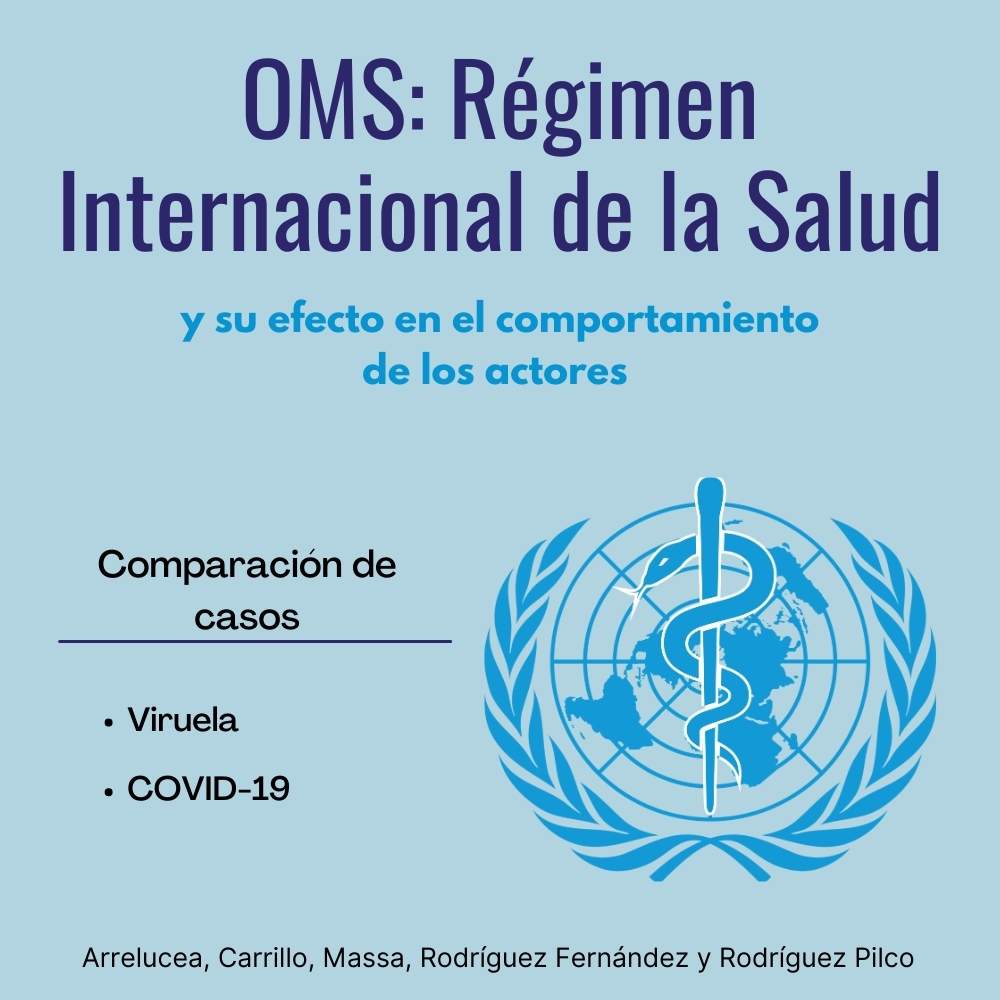 OMS: Régimen
Internacional de la Salud
y su efecto en el comportamiento
de los actores
Comparación de
casos
• Viruela
• COVID-19
Arrelucea, Carrillo, Massa, Rodríguez Fernández y Rodríguez Pilco